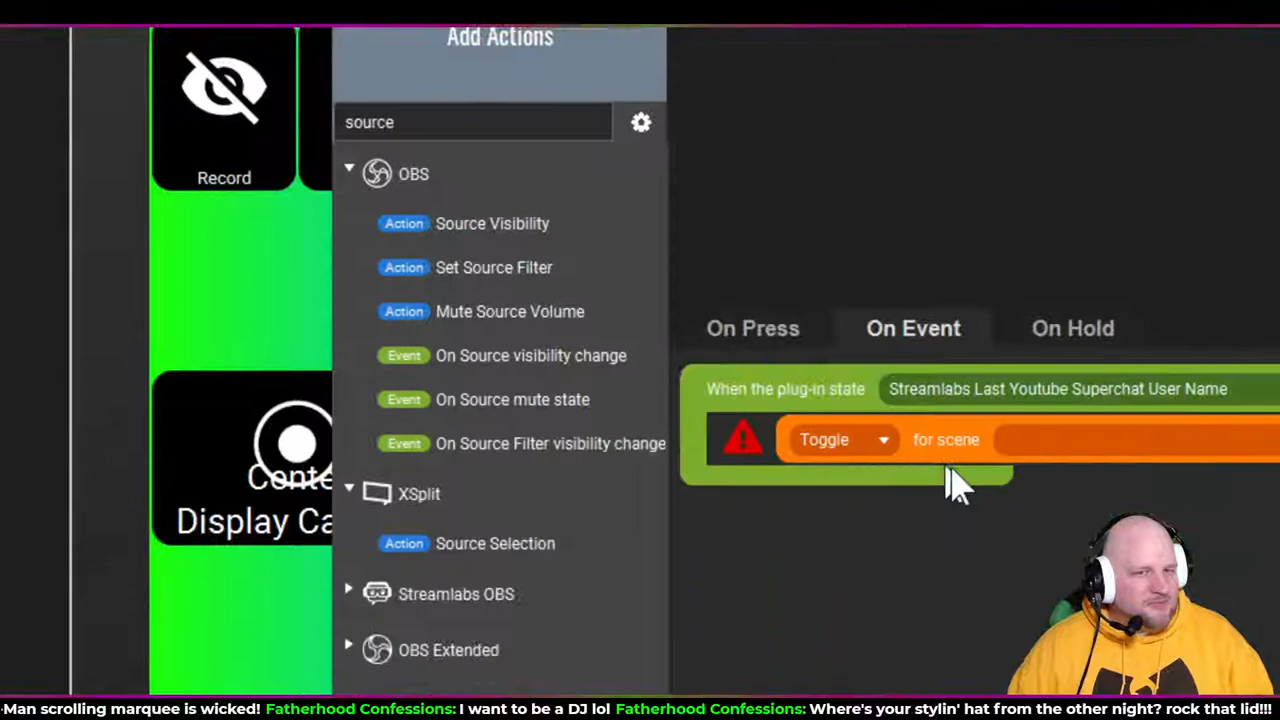 Add Actions
source
Record
OBS
Action Source Visibility
Action Set Source Filter
Action Mute Source Volume
Event On Source visibility change
Event On Source mute state
Event On Source Filter visibility change
XSplit
Action Source Selection
Streamlabs OBS
OBS Extended
Conte
Display Ca
On Press On Event On Hold
When the plug-in state Streamlabs Last Youtube Superchat User Name
Toggle for scene
-Man scrolling marquee is wicked! Fatherhood Confessions: I want to be a DJ lol Fatherhood Confessions: Where's your stylin' hat from the other night? rock that lid!!!